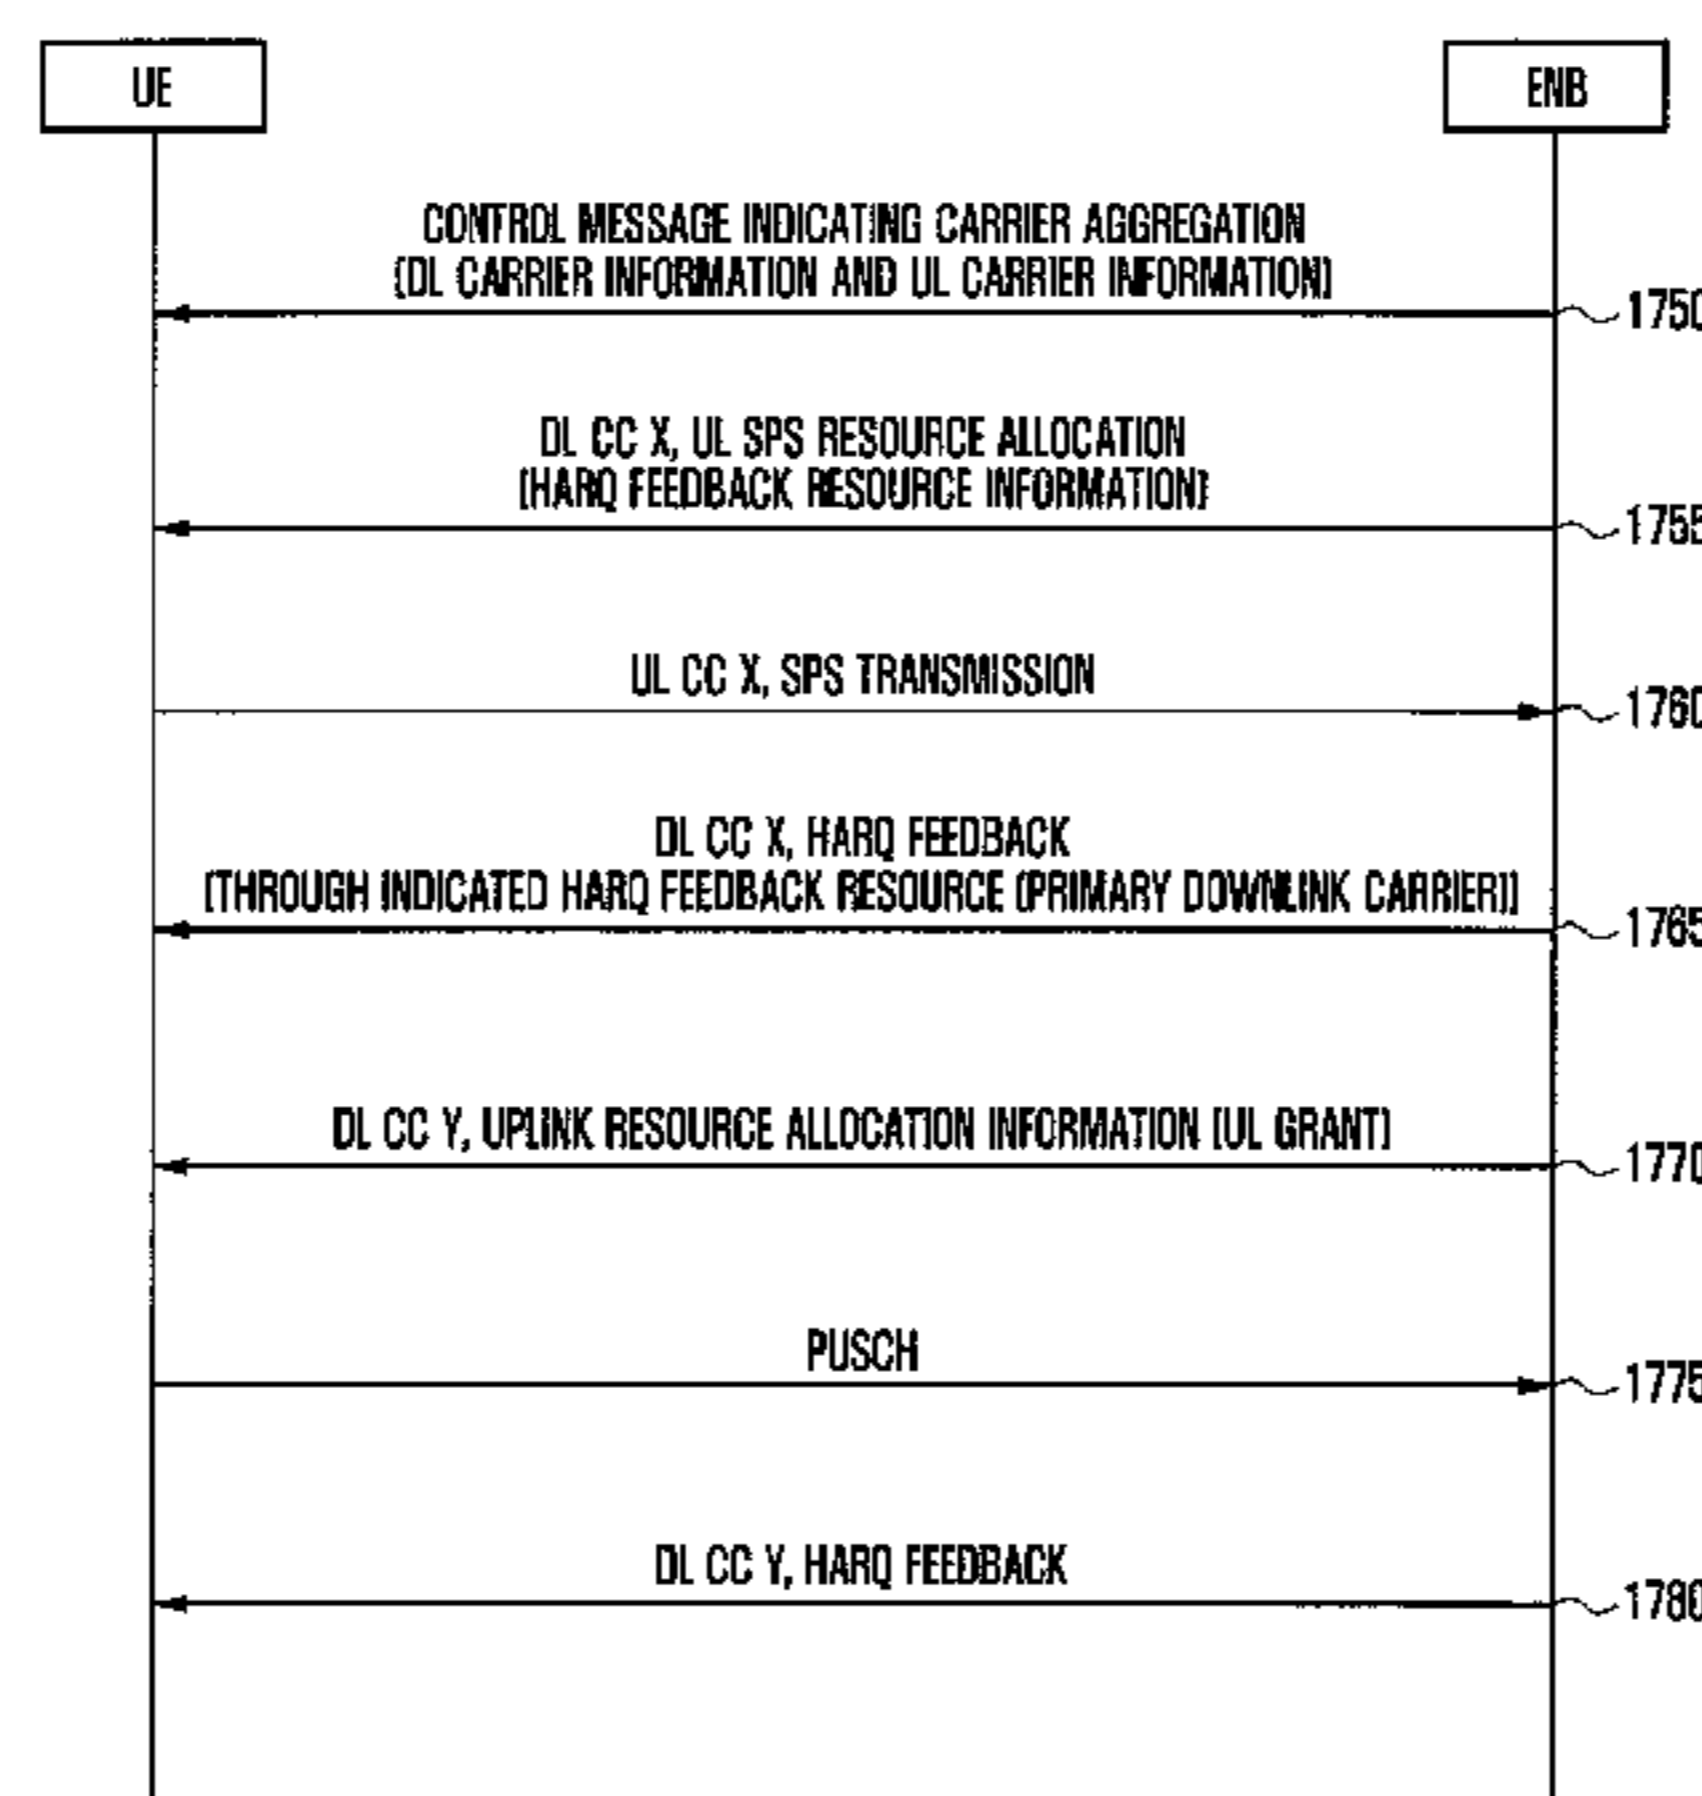 UE
ENB
CONTROL MESSAGE INDICATING CARRIER AGGREGATION
(DL CARRIER INFORMATION AND UL CARRIER INFORMATION)
1750
DL CC X, UL SPS RESOURCE ALLOCATION
(HARQ FEEDBACK RESOURCE INFORMATION)
1755
UL CC X, SPS TRANSMISSION
1760
DL CC X, HARQ FEEDBACK
(THROUGH INDICATED HARQ FEEDBACK RESOURCE (PRIMARY DOWNLINK CARRIER))
1765
DL CC Y, UPLINK RESOURCE ALLOCATION INFORMATION (UL GRANT)
1770
PUSCH
1775
DL CC Y, HARQ FEEDBACK
1780